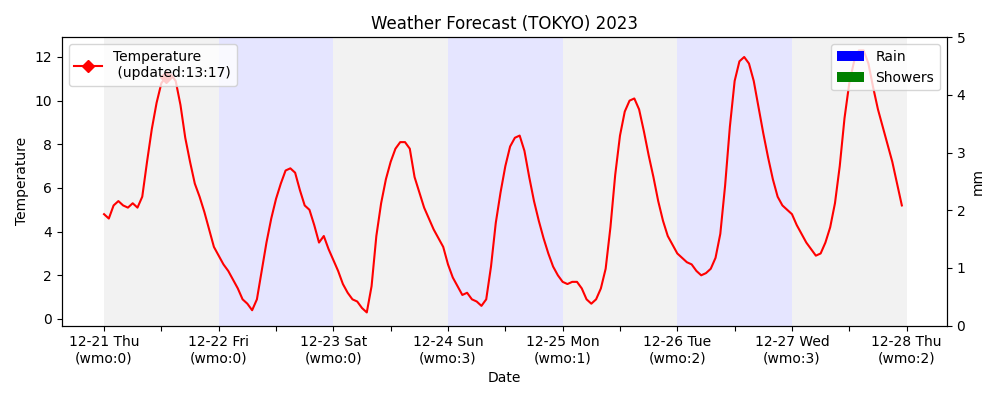 Weather Forecast (TOKYO) 2023
Temperature
(updated:13:17)
Rain
Showers
Temperature
12
10
8
6
4
2
0
5
4
3
2
1
0
mm
12-21 Thu
(wmo:0)
12-22 Fri
(wmo:0)
12-23 Sat
(wmo:0)
12-24 Sun
(wmo:3)
12-25 Mon
(wmo:1)
12-26 Tue
(wmo:2)
12-27 Wed
(wmo:3)
12-28 Thu
(wmo:2)
Date